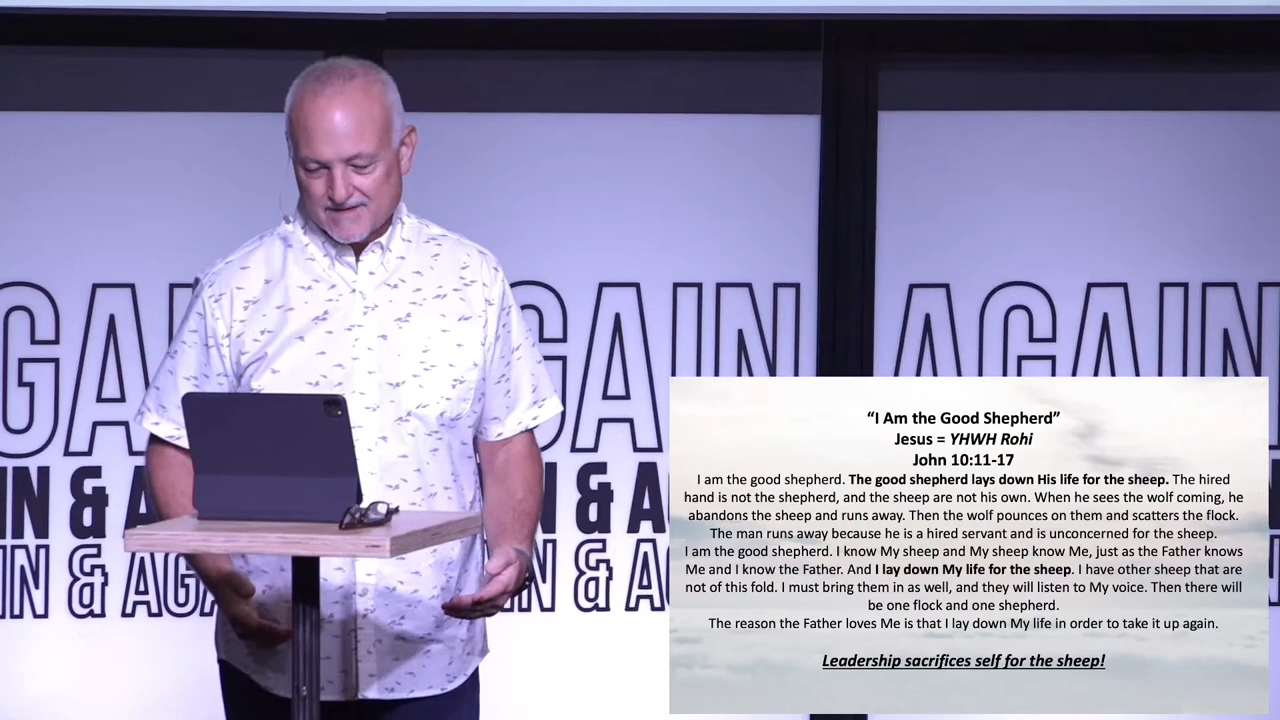 AGAIN AGAIN AGAIN
IN & A IN & A
IN & AGA IN & A
“I Am the Good Shepherd”
Jesus = YHWH Rohi
John 10:11-17
I am the good shepherd. The good shepherd lays down His life for the sheep. The hired
hand is not the shepherd, and the sheep are not his own. When he sees the wolf coming, he
abandons the sheep and runs away. Then the wolf pounces on them and scatters the flock.
The man runs away because he is a hired servant and is unconcerned for the sheep.
I am the good shepherd. I know My sheep and My sheep know Me, just as the Father knows
Me and I know the Father. And I lay down My life for the sheep. I have other sheep that are
not of this fold. I must bring them in as well, and they will listen to My voice. Then there will
be one flock and one shepherd.
The reason the Father loves Me is that I lay down My life in order to take it up again.
Leadership sacrifices self for the sheep!